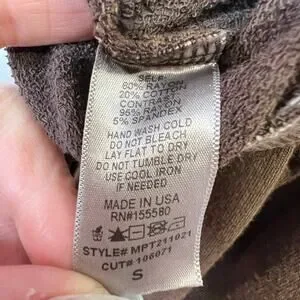 SELF:
80% RAYON
20% COTTON
CONTRAST:
95% RAYON
5% SPANDEX
HAND WASH COLD
DO NOT BLEACH
LAY FLAT TO DRY
DO NOT TUMBLE DRY
USE COOL IRON
IF NEEDED
MADE IN USA
RN#155580
STYLE# MPT211021
CUT# 106071
S